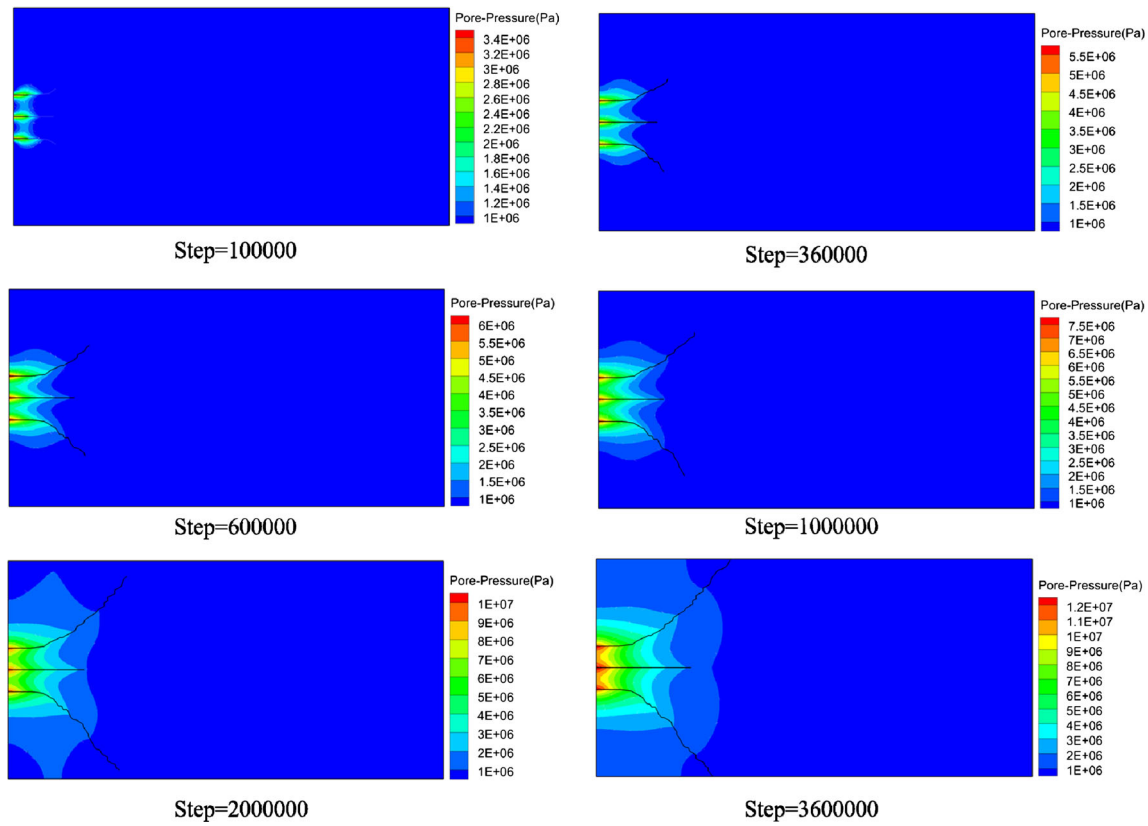 Pore-Pressure(Pa)
3.4E+06
3.2E+06
3E+06
2.8E+06
2.6E+06
2.4E+06
2.2E+06
2E+06
1.8E+06
1.6E+06
1.4E+06
1.2E+06
1E+06
Step=100000
Pore-Pressure(Pa)
5.5E+06
5E+06
4.5E+06
4E+06
3.5E+06
3E+06
2.5E+06
2E+06
1.5E+06
1E+06
Step=360000
Pore-Pressure(Pa)
6E+06
5.5E+06
5E+06
4.5E+06
4E+06
3.5E+06
3E+06
2.5E+06
2E+06
1.5E+06
1E+06
Step=600000
Pore-Pressure(Pa)
7.5E+06
7E+06
6.5E+06
6E+06
5.5E+06
5E+06
4.5E+06
4E+06
3.5E+06
3E+06
2.5E+06
2E+06
1.5E+06
1E+06
Step=1000000
Pore-Pressure(Pa)
1E+07
9E+06
8E+06
7E+06
6E+06
5E+06
4E+06
3E+06
2E+06
1E+06
Step=2000000
Pore-Pressure(Pa)
1.2E+07
1.1E+07
1E+07
9E+06
8E+06
7E+06
6E+06
5E+06
4E+06
3E+06
2E+06
1E+06
Step=3600000